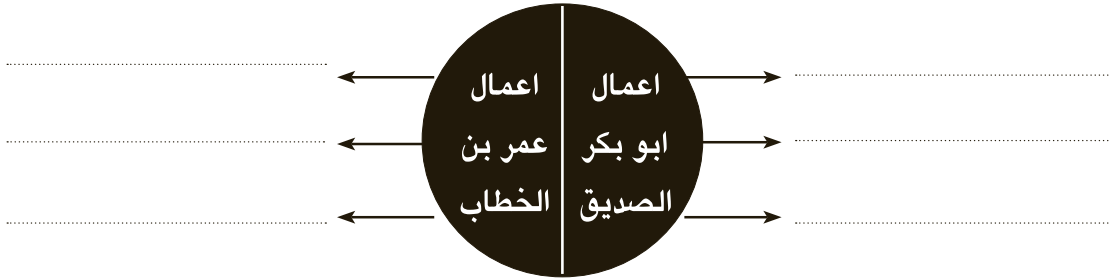 اعمال
ابو بكر
الصديق
اعمال
عمر بن
الخطاب